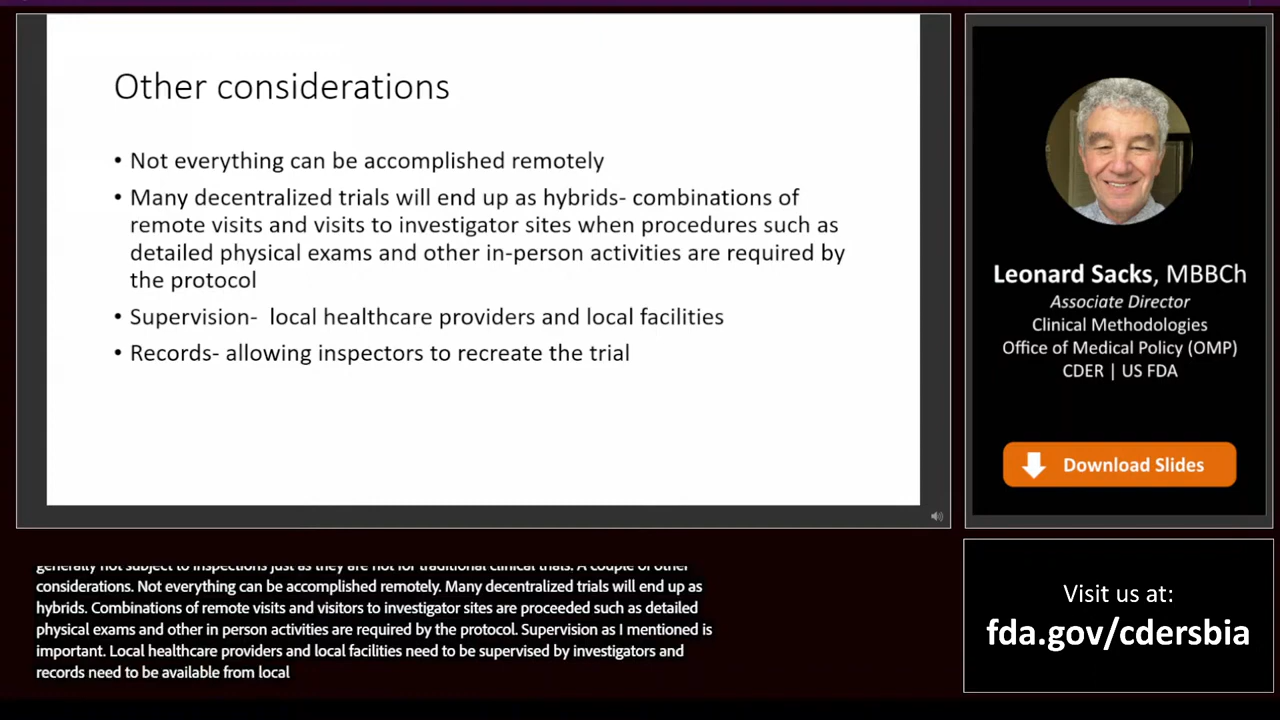 Other considerations
• Not everything can be accomplished remotely
• Many decentralized trials will end up as hybrids- combinations of
remote visits and visits to investigator sites when procedures such as
detailed physical exams and other in-person activities are required by
the protocol
• Supervision- local healthcare providers and local facilities
• Records- allowing inspectors to recreate the trial
Leonard Sacks, MBBCh
Associate Director
Clinical Methodologies
Office of Medical Policy (OMP)
CDER | US FDA
Download Slides
generally not subject to inspections just as they are not for traditional clinical trials. A couple of other
considerations. Not everything can be accomplished remotely. Many decentralized trials will end up as
hybrids. Combinations of remote visits and visitors to investigator sites are proceeded such as detailed
physical exams and other in person activities are required by the protocol. Supervision as I mentioned is
important. Local healthcare providers and local facilities need to be supervised by investigators and
records need to be available from local
Visit us at:
fda.gov/cdersbia